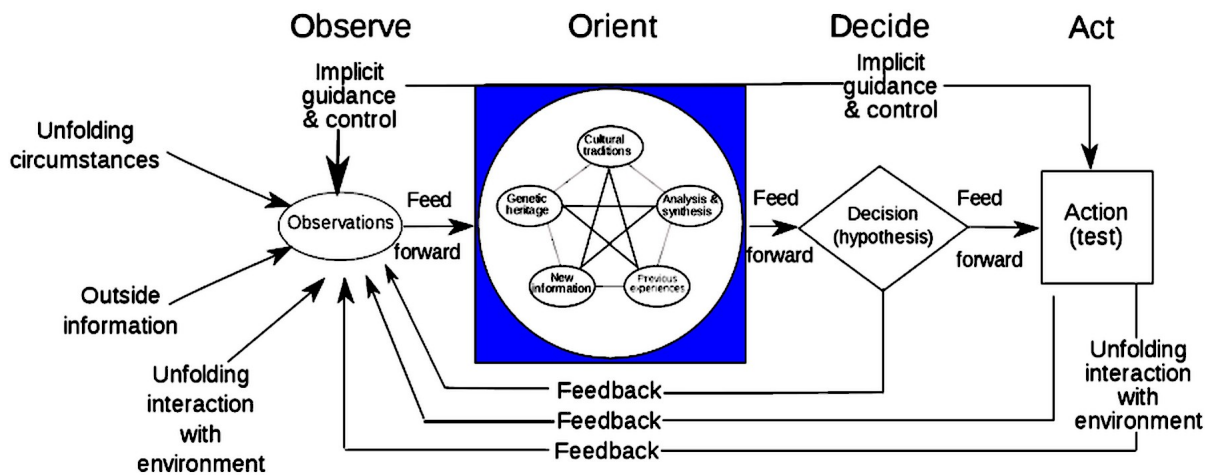 Observe
Orient
Decide
Act
Implicit
guidance
& control
Implicit
guidance
& control
Unfolding
circumstances
Observations
Outside
information
Unfolding
interaction
with
environment
Feed
forward
Cultural
traditions
Genetic
heritage
Analysis &
synthesis
New
information
Previous
experiences
Feed
forward
Decision
(hypothesis)
Feed
forward
Action
(test)
Unfolding
interaction
with
environment
Feedback
Feedback
Feedback